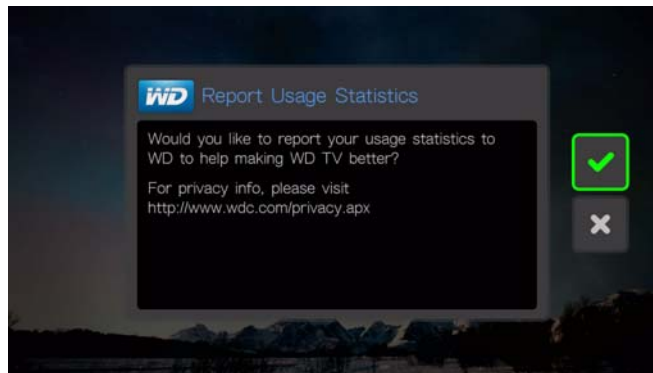 WD Report Usage Statistics
Would you like to report your usage statistics to
WD to help making WD TV better?
For privacy info, please visit
http://www.wdc.com/privacy.apx